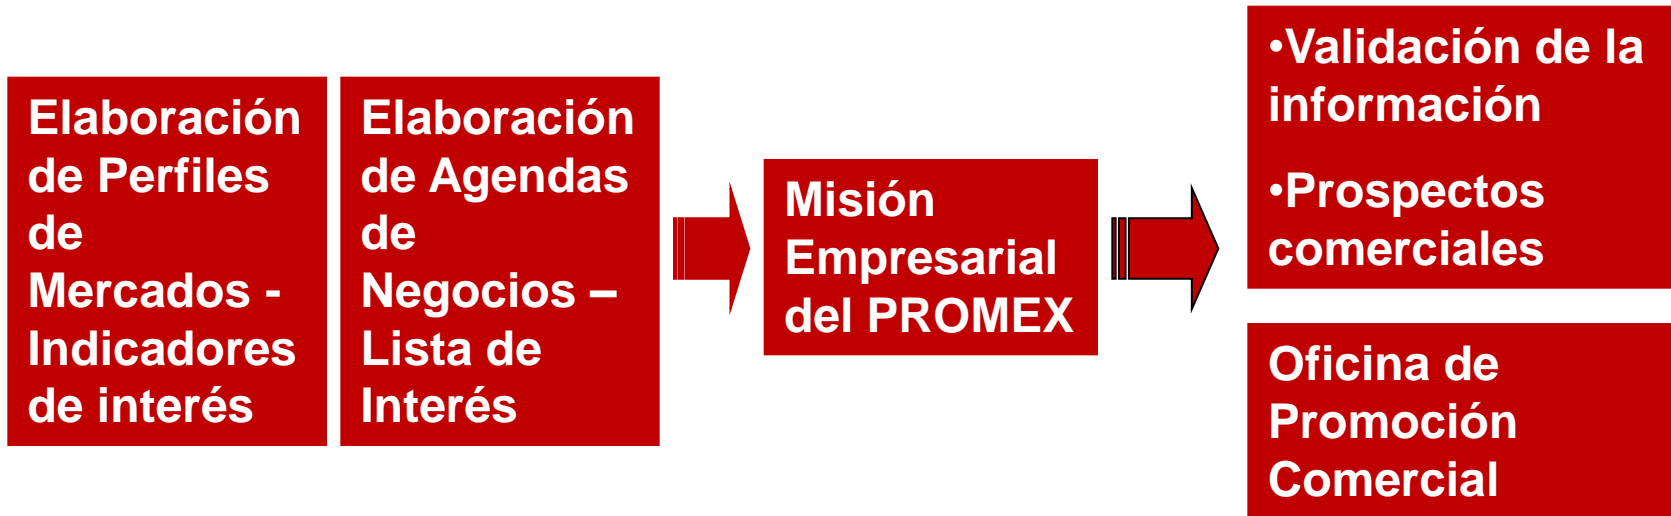 Elaboración
de Perfiles
de
Mercados -
Indicadores
de interés
Elaboración
de Agendas
de
Negocios –
Lista de
Interés
Misión
Empresarial
del PROMEX
•Validación de la
información
•Prospectos
comerciales
Oficina de
Promoción
Comercial